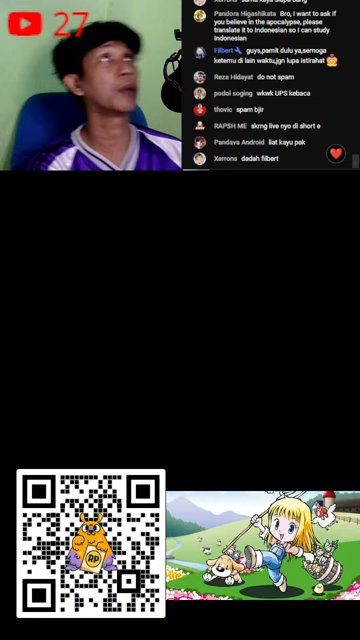 27
Xerrons
Pandora Higashikata Bro, I want to ask if
you believe in the apocalypse, please
translate it to Indonesian so I can study
Indonesian
Filbert guys,pamit dulu ya,semoga
ketemu di lain waktu,jgn lupa istirahat
Reza Hidayat do not spam
podol soging wkwk UPS kebaca
thovic spam bjir
RAPSH ME skrng live nyo di short e
Pandava Android liat kayu pak
Xerrons dadah filbert
RP